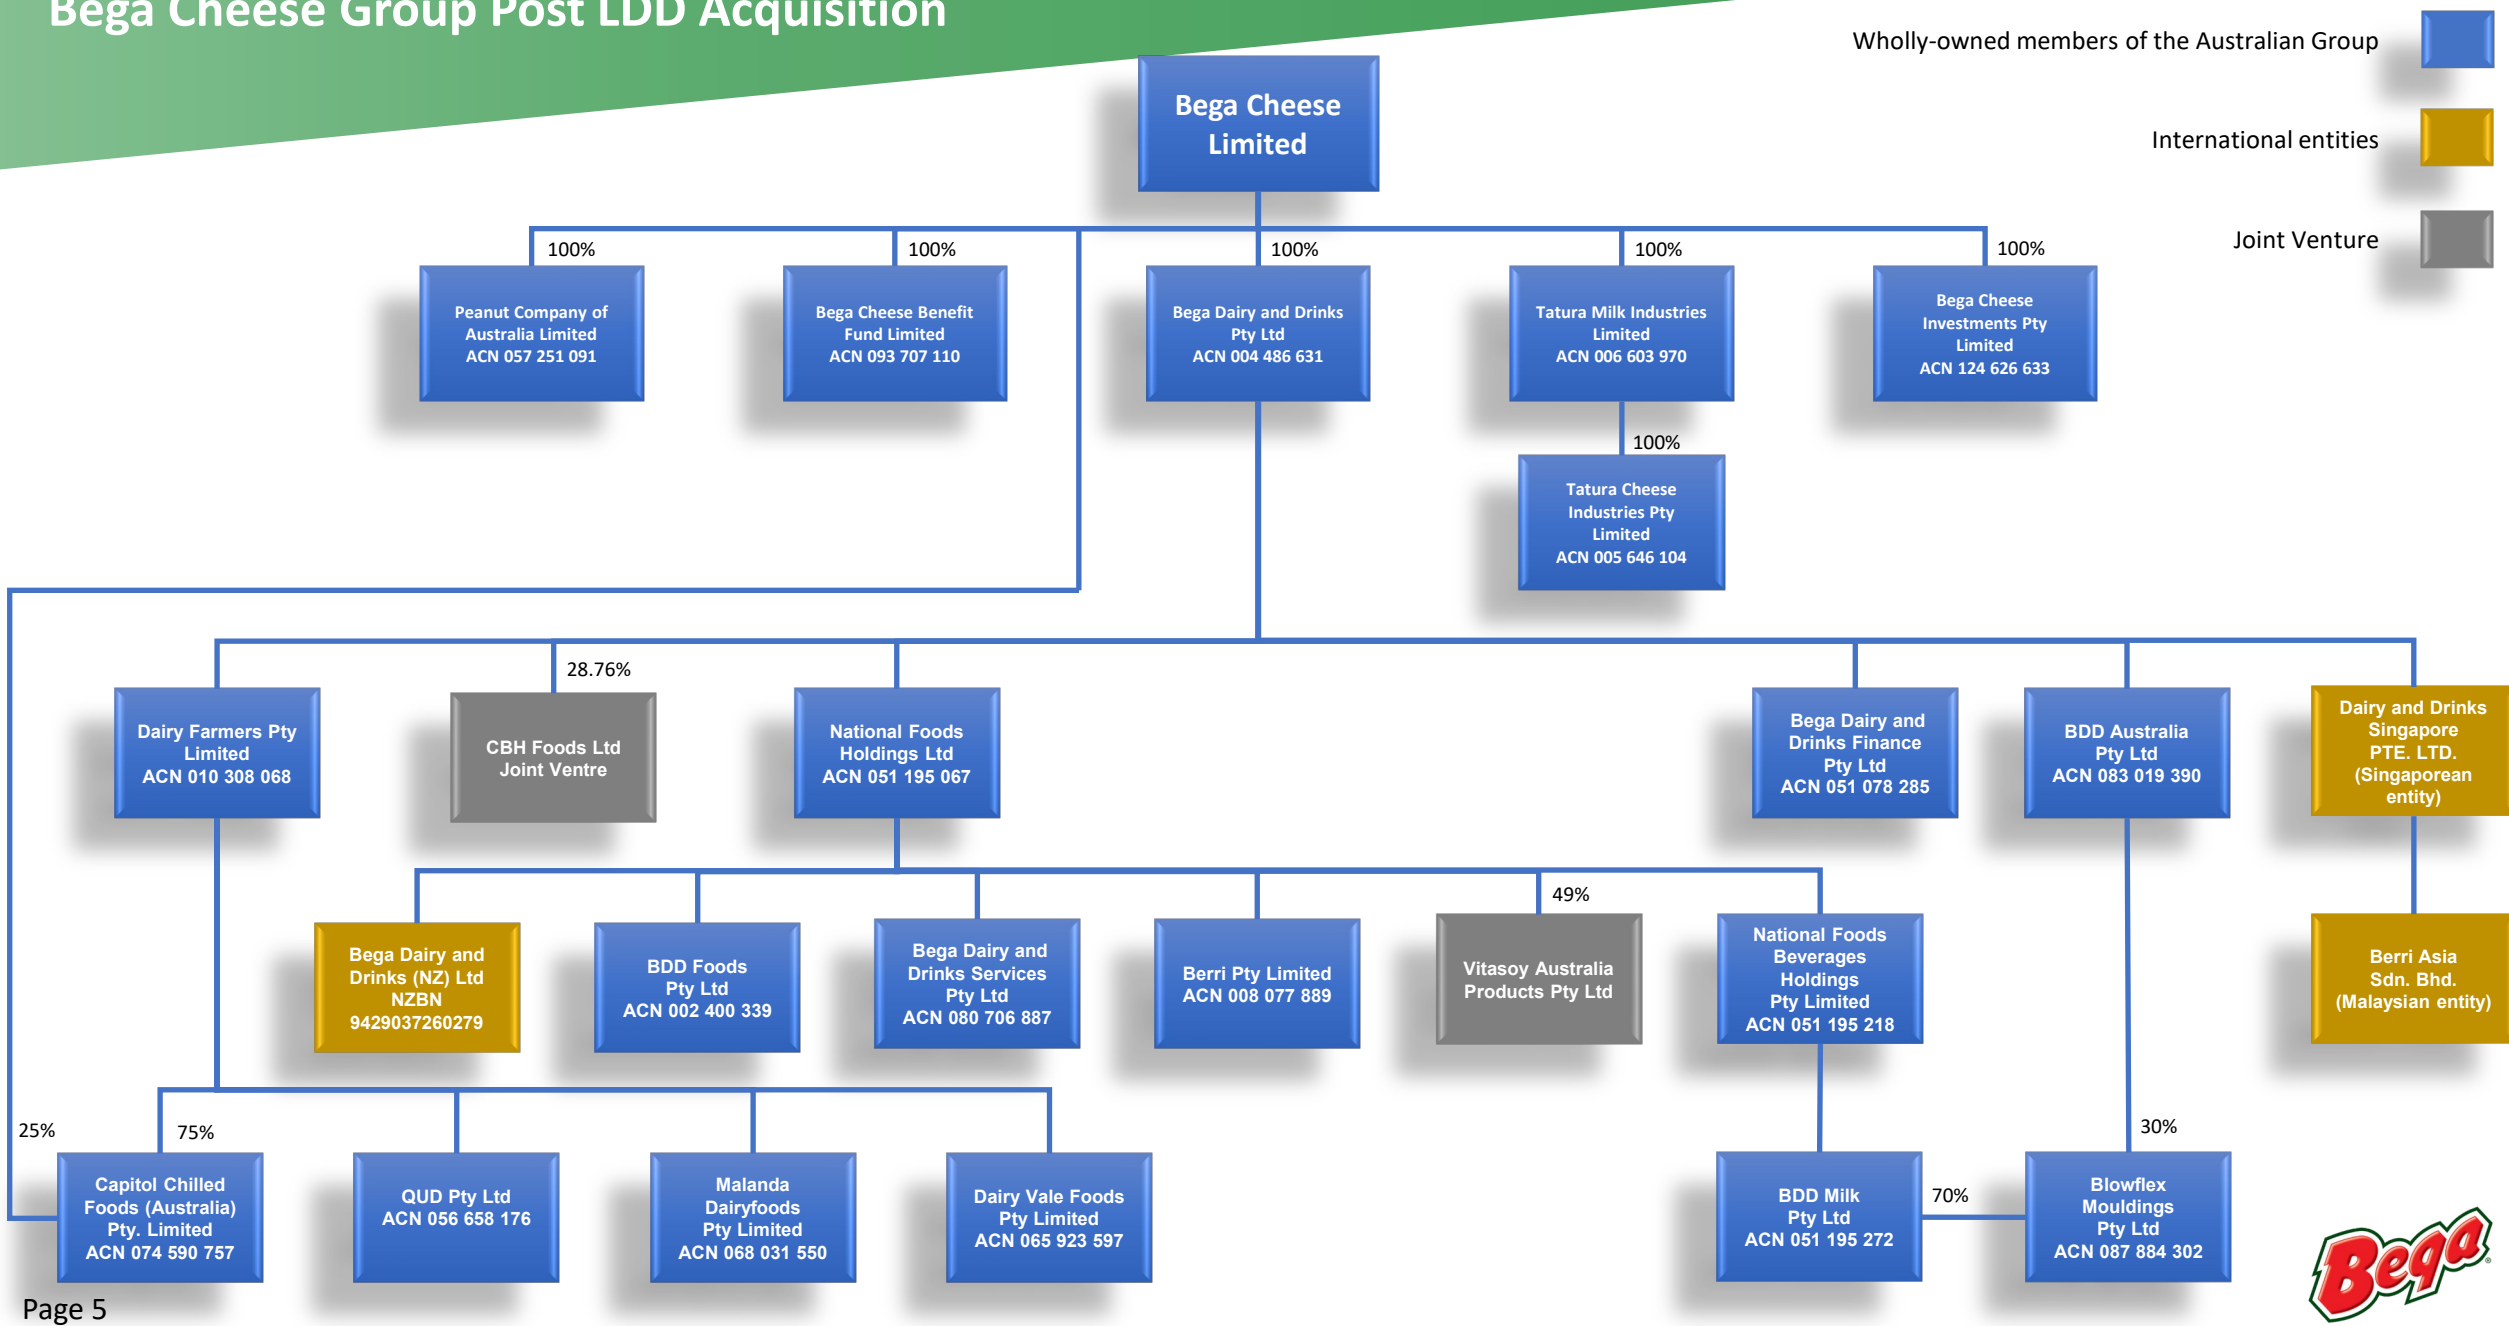 Bega Cheese Group Post LDD Acquisition
Wholly-owned members of the Australian Group
International entities
Joint Venture
Bega Cheese
Limited
100%
100%
100%
100%
100%
Peanut Company of
Australia Limited
ACN 057 251 091
Bega Cheese Benefit
Fund Limited
ACN 093 707 110
Bega Dairy and Drinks
Pty Ltd
ACN 004 486 631
Tatura Milk Industries
Limited
ACN 006 603 970
Bega Cheese
Investments Pty
Limited
ACN 124 626 633
100%
Tatura Cheese
Industries Pty
Limited
ACN 005 646 104
28.76%
Dairy Farmers Pty
Limited
ACN 010 308 068
CBH Foods Ltd
Joint Ventre
National Foods
Holdings Ltd
ACN 051 195 067
Bega Dairy and
Drinks Finance
Pty Ltd
ACN 051 078 285
BDD Australia
Pty Ltd
ACN 083 019 390
Dairy and Drinks
Singapore
PTE. LTD.
(Singaporean
entity)
49%
Bega Dairy and
Drinks (NZ) Ltd
NZBN
9429037260279
BDD Foods
Pty Ltd
ACN 002 400 339
Bega Dairy and
Drinks Services
Pty Ltd
ACN 080 706 887
Berri Pty Limited
ACN 008 077 889
Vitasoy Australia
Products Pty Ltd
National Foods
Beverages
Holdings
Pty Limited
ACN 051 195 218
Berri Asia
Sdn. Bhd.
(Malaysian entity)
25%
75%
30%
Capitol Chilled
Foods (Australia)
Pty. Limited
ACN 074 590 757
QUD Pty Ltd
ACN 056 658 176
Malanda
Dairyfoods
Pty Limited
ACN 068 031 550
Dairy Vale Foods
Pty Limited
ACN 065 923 597
BDD Milk
Pty Ltd
ACN 051 195 272
70%
Blowflex
Mouldings
Pty Ltd
ACN 087 884 302
Bega®
Page 5